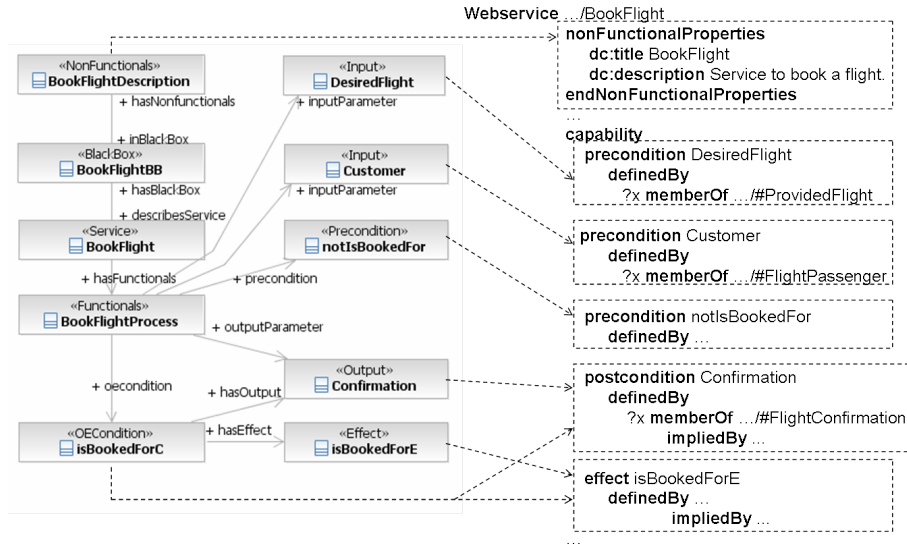 Webservice …/BookFlight
nonFunctionalProperties
dc:title BookFlight
dc:description Service to book a flight.
endNonFunctionalProperties
…
capability
precondition DesiredFlight
definedBy
?x memberOf …/#ProvidedFlight
precondition Customer
definedBy
?x memberOf …/#FlightPassenger
precondition notIsBookedFor
definedBy …
postcondition Confirmation
definedBy
?x memberOf …/#FlightConfirmation
impliedBy …
effect isBookedForE
definedBy …
impliedBy …
…
«NonFunctionals»
BookFlightDescription
+ hasNonfunctionals
+ inBlackBox
«BlackBox»
BookFlightBB
+ hasBlackBox
+ describesService
«Service»
BookFlight
+ hasFunctionals
«Functionals»
BookFlightProcess
+ oecondition
«OECondition»
isBookedForC
«Input»
DesiredFlight
+ inputParameter
«Input»
Customer
+ inputParameter
«Precondition»
notIsBookedFor
+ precondition
+ outputParameter
«Output»
Confirmation
+ hasOutput
+ hasEffect
«Effect»
isBookedForE